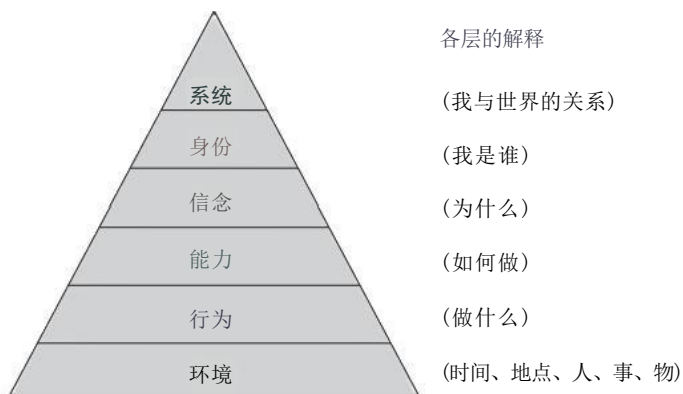 各层的解释
系统 (我与世界的关系)
身份 (我是谁)
信念 (为什么)
能力 (如何做)
行为 (做什么)
环境 (时间、地点、人、事、物)